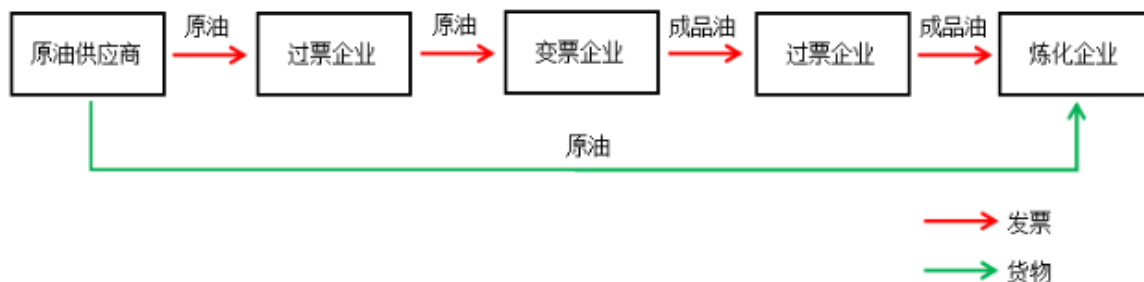 原油 原油 成品油 成品油
原油供应商 过票企业 变票企业 过票企业 炼化企业
原油
发票
货物